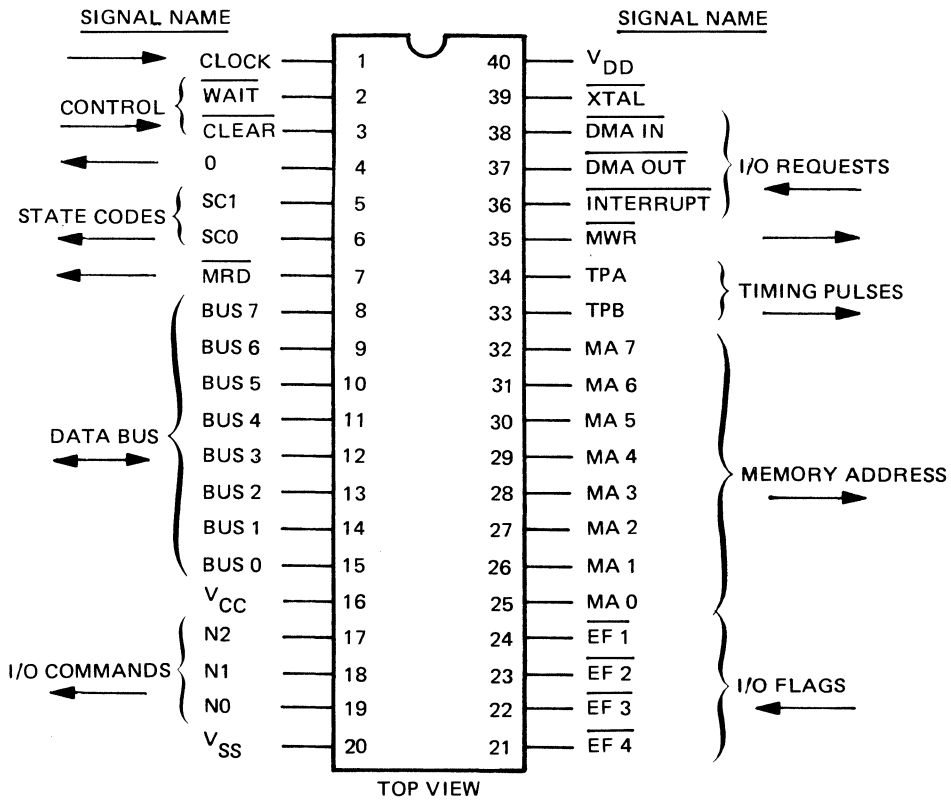 SIGNAL NAME SIGNAL NAME
CLOCK 1 40 VDD
WAIT 2 39 XTAL
CONTROL
CLEAR 3 38 DMA IN
0 4 37 DMA OUT I/O REQUESTS
SC1 5 36 INTERRUPT
STATE CODES
SC0 6 35 MWR
MRD 7 34 TPA
TIMING PULSES
BUS 7 8 33 TPB
BUS 6 9 32 MA 7
BUS 5 10 31 MA 6
BUS 4 11 30 MA 5
DATA BUS
BUS 3 12 29 MA 4
MEMORY ADDRESS
BUS 2 13 28 MA 3
BUS 1 14 27 MA 2
BUS 0 15 26 MA 1
VCC 16 25 MA 0
N2 17 24 EF 1
I/O COMMANDS N1 18 23 EF 2
I/O FLAGS
N0 19 22 EF 3
VSS 20 21 EF 4
TOP VIEW